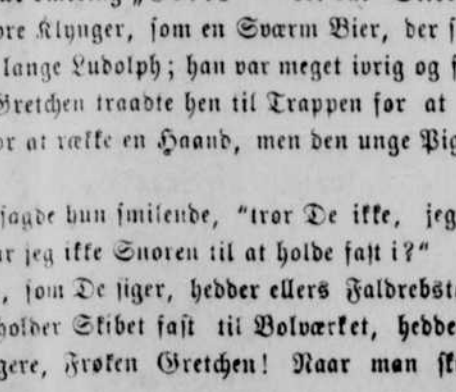 ore Klynger, som en Sværm Bier, der s
lange Ludolph; han var meget ivrig og f
Gretchen traadte hen til Trappen for at
or at række en Haand, men den unge Pig
sagde hun smilende, "tror De ikke, jeg
ar jeg ikke Snoren til at holde fast i?"
, som De siger, hedder ellers Faldrebst
holder Skibet fast til Bolværket, hedde
gere, Frøken Gretchen! Naar man sk